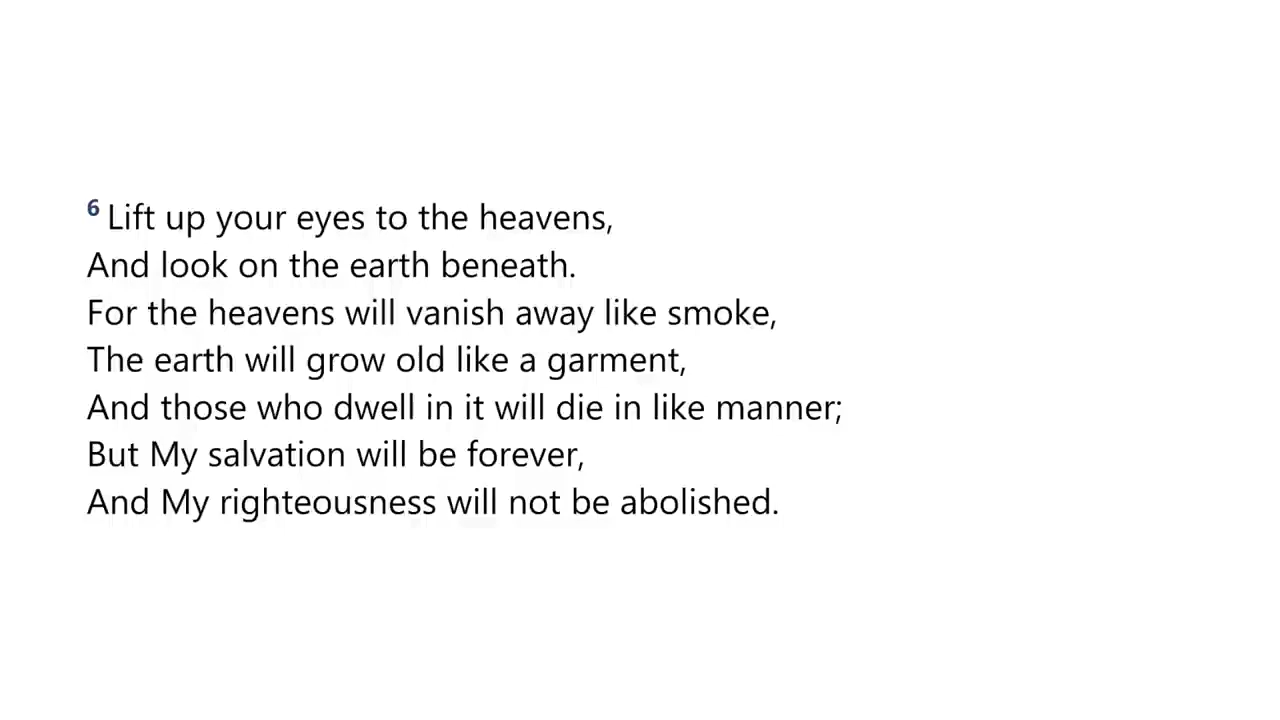 6 Lift up your eyes to the heavens,
And look on the earth beneath.
For the heavens will vanish away like smoke,
The earth will grow old like a garment,
And those who dwell in it will die in like manner;
But My salvation will be forever,
And My righteousness will not be abolished.